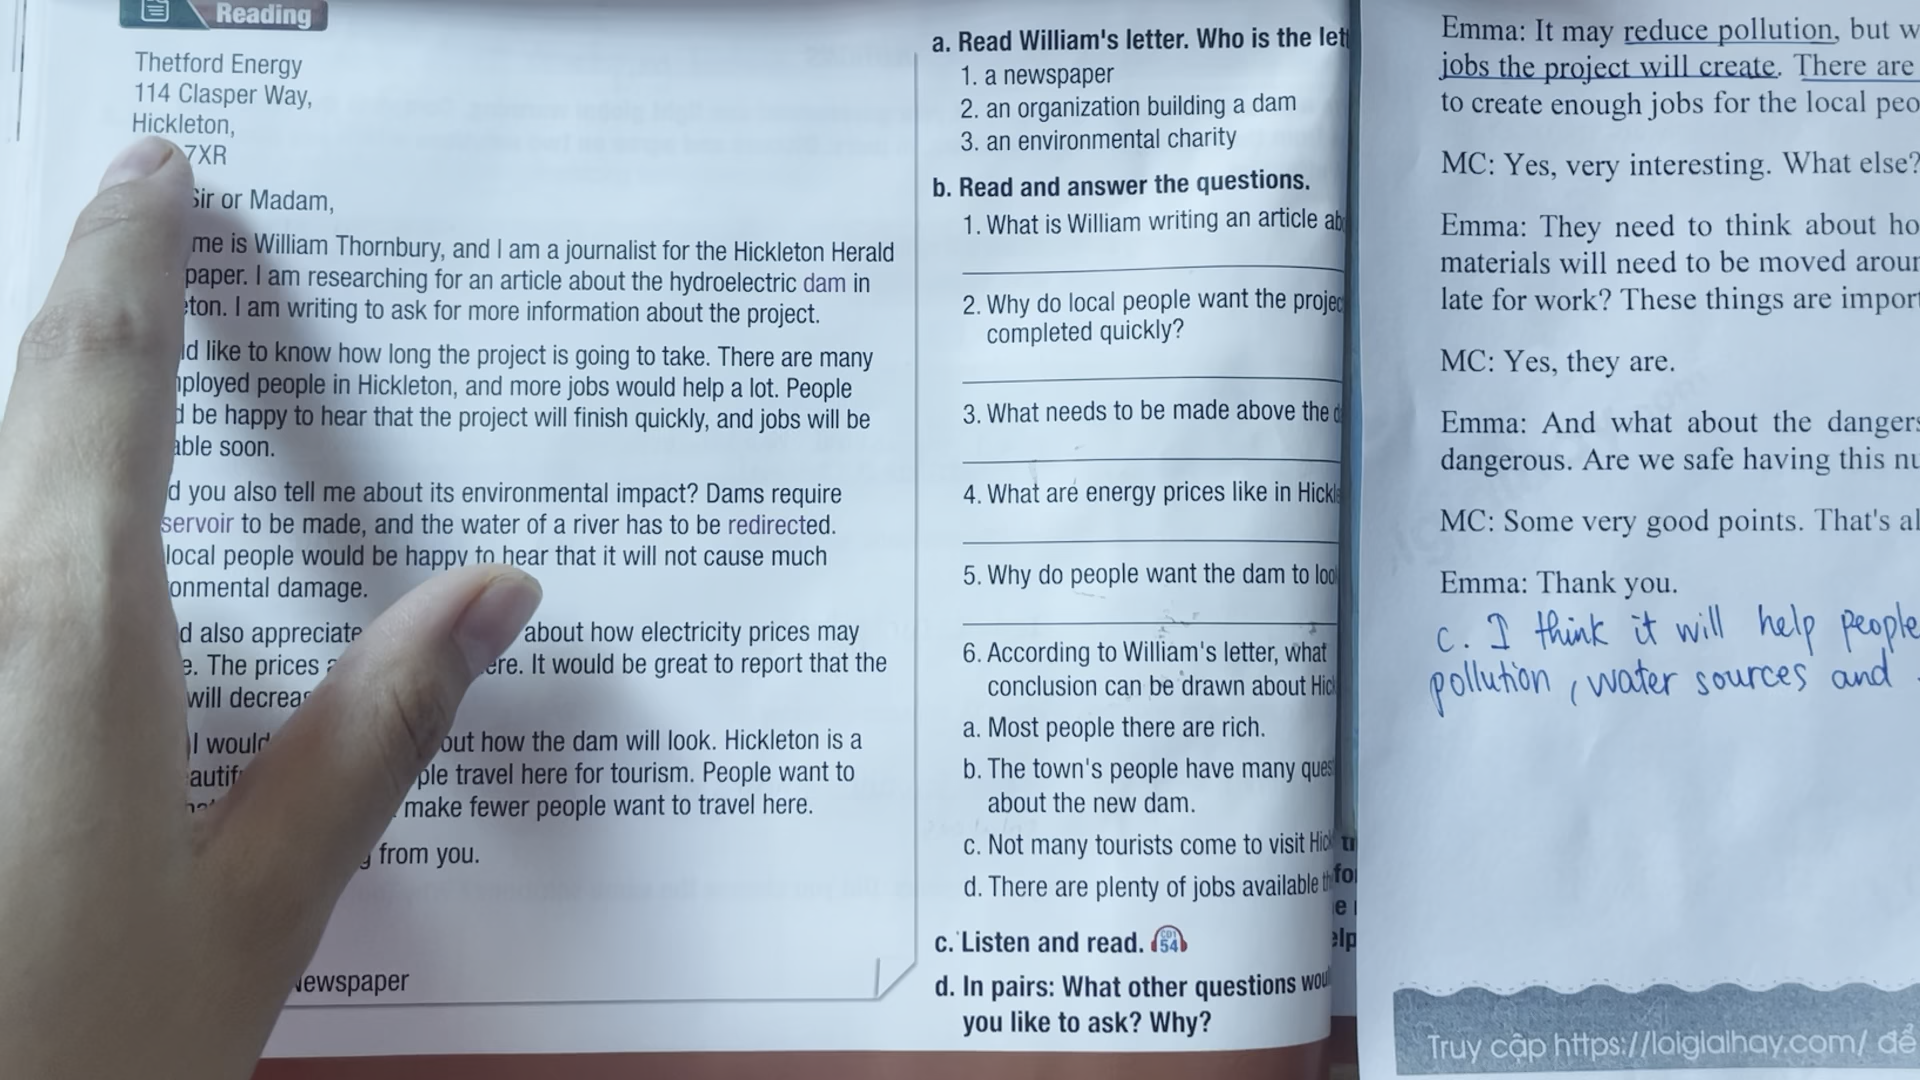 Reading
Thetford Energy
114 Clasper Way,
Hickleton,
7XR
Sir or Madam,
me is William Thornbury, and I am a journalist for the Hickleton Herald
paper. I am researching for an article about the hydroelectric dam in
eton. I am writing to ask for more information about the project.
ld like to know how long the project is going to take. There are many
mployed people in Hickleton, and more jobs would help a lot. People
d be happy to hear that the project will finish quickly, and jobs will be
able soon.
d you also tell me about its environmental impact? Dams require
servoir to be made, and the water of a river has to be redirected.
local people would be happy to hear that it will not cause much
onmental damage.
d also appreciate about how electricity prices may
e. The prices ere. It would be great to report that the
will decreas
I would out how the dam will look. Hickleton is a
autif ple travel here for tourism. People want to
make fewer people want to travel here.
g from you.
Newspaper
a. Read William's letter. Who is the lett
1. a newspaper
2. an organization building a dam
3. an environmental charity
b. Read and answer the questions.
1. What is William writing an article ab
2. Why do local people want the projec
completed quickly?
3. What needs to be made above the d
4. What are energy prices like in Hickle
5. Why do people want the dam to loo
6. According to William's letter, what
conclusion can be drawn about Hic
a. Most people there are rich.
b. The town's people have many ques
about the new dam.
c. Not many tourists come to visit Hic
d. There are plenty of jobs available th
c. Listen and read. CD1 54
d. In pairs: What other questions wou
you like to ask? Why?
for
elp
Emma: It may reduce pollution, but w
jobs the project will create. There are
to create enough jobs for the local peo
MC: Yes, very interesting. What else?
Emma: They need to think about ho
materials will need to be moved aroun
late for work? These things are import
MC: Yes, they are.
Emma: And what about the dangers
dangerous. Are we safe having this nu
MC: Some very good points. That's al
Emma: Thank you.
c. I think it will help people
pollution, water sources and
Truy cập https://loigiaihay.com/ để